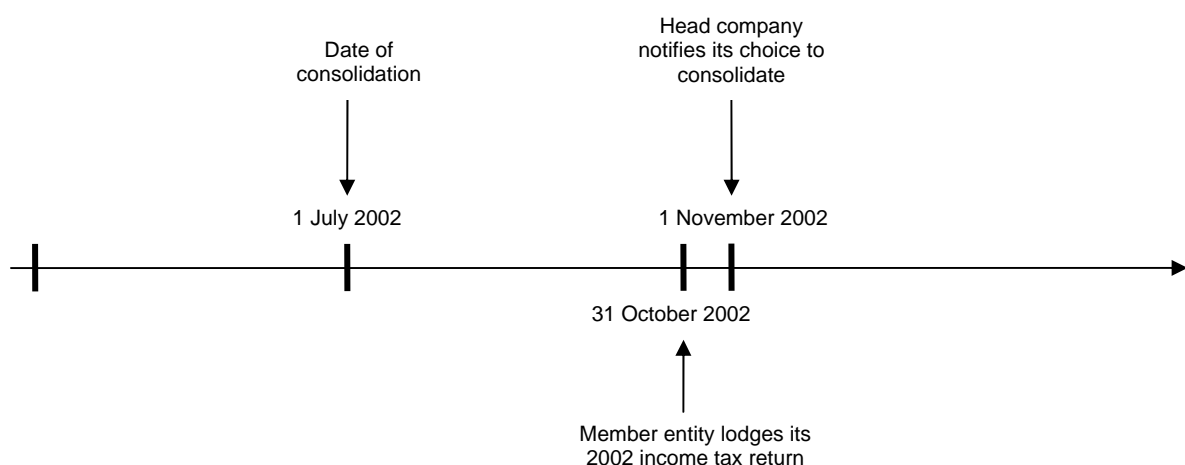 Head company
notifies its choice to
consolidate
Date of
consolidation
1 July 2002
1 November 2002
31 October 2002
Member entity lodges its
2002 income tax return